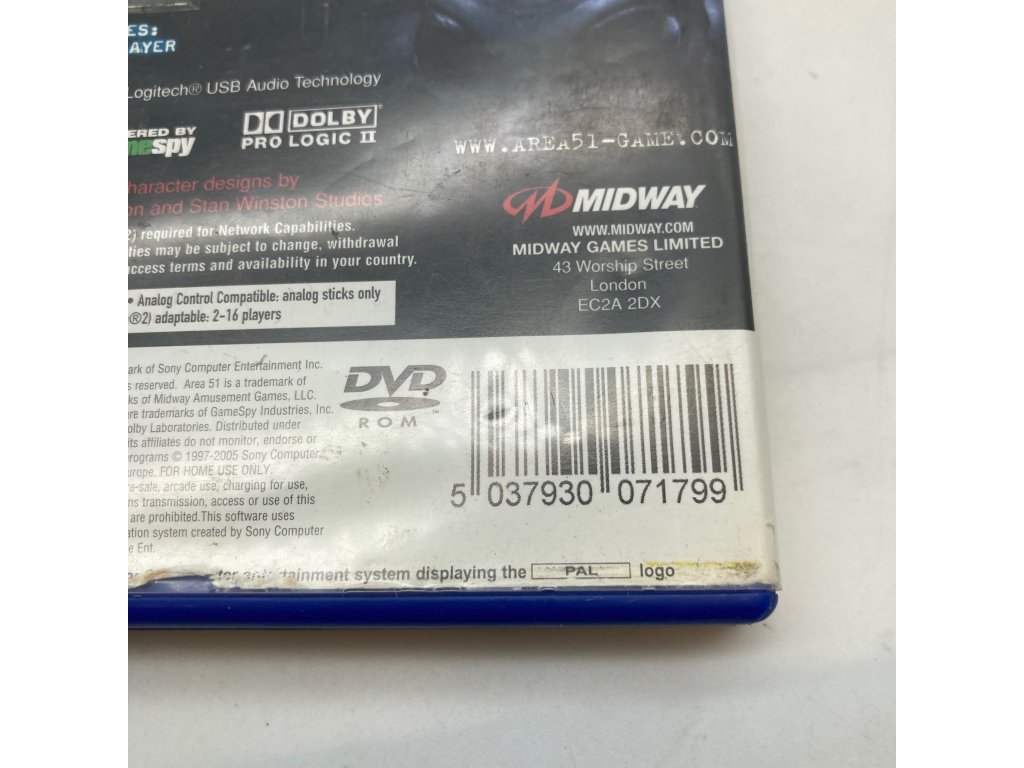 ES:
AYER
Logitech® USB Audio Technology
ERED BY
espy
DOLBY
PRO LOGIC II
WWW.AREA51-GAME.COM
haracter designs by
on and Stan Winston Studios
2) required for Network Capabilities.
ties may be subject to change, withdrawal
ccess terms and availability in your country.
• Analog Control Compatible: analog sticks only
®2) adaptable: 2-16 players
MIDWAY
WWW.MIDWAY.COM
MIDWAY GAMES LIMITED
43 Worship Street
London
EC2A 2DX
ark of Sony Computer Entertainment Inc.
s reserved. Area 51 is a trademark of
ks of Midway Amusement Games, LLC.
re trademarks of GameSpy Industries, Inc.
olby Laboratories. Distributed under
its affiliates do not monitor, endorse or
rograms © 1997-2005 Sony Computer
urope. FOR HOME USE ONLY.
re-sale, arcade use, charging for use,
ns transmission, access or use of this
are prohibited.This software uses
ation system created by Sony Computer
e Ent.
DVD
ROM
5 037930 071799
for entertainment system displaying the PAL logo